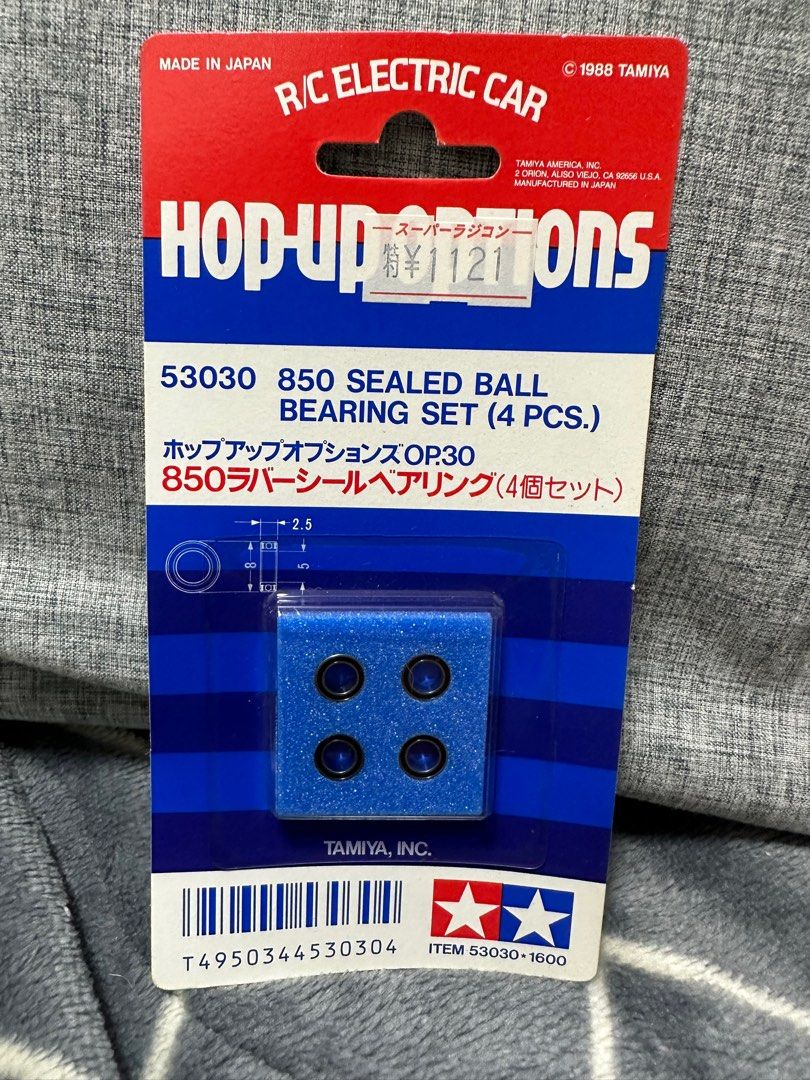 MADE IN JAPAN
R/C ELECTRIC CAR
©1988 TAMIYA
TAMIYA AMERICA, INC.
2 ORION, ALISO VIEJO, CA 92656 U.S.A.
MANUFACTURED IN JAPAN
HOP-UP OPTIONS
スーパーラジコン
特価¥1121
53030 850 SEALED BALL
BEARING SET (4 PCS.)
ホップアップオプションズOP.30
850ラバーシールベアリング(4個セット)
2.5
8
5
TAMIYA, INC.
T4950344530304
ITEM 53030★1600